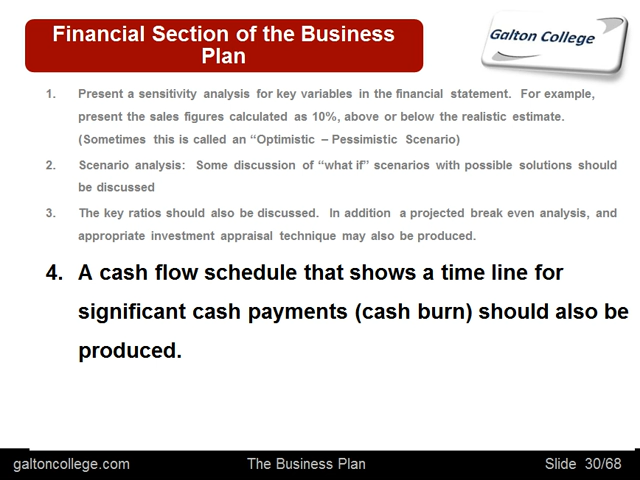 Financial Section of the Business
Plan
Galton College
1. Present a sensitivity analysis for key variables in the financial statement. For example,
present the sales figures calculated as 10%, above or below the realistic estimate.
(Sometimes this is called an “Optimistic – Pessimistic Scenario)
2. Scenario analysis: Some discussion of “what if” scenarios with possible solutions should
be discussed
3. The key ratios should also be discussed. In addition a projected break even analysis, and
appropriate investment appraisal technique may also be produced.
4. A cash flow schedule that shows a time line for
significant cash payments (cash burn) should also be
produced.
galtoncollege.com The Business Plan Slide 30/68